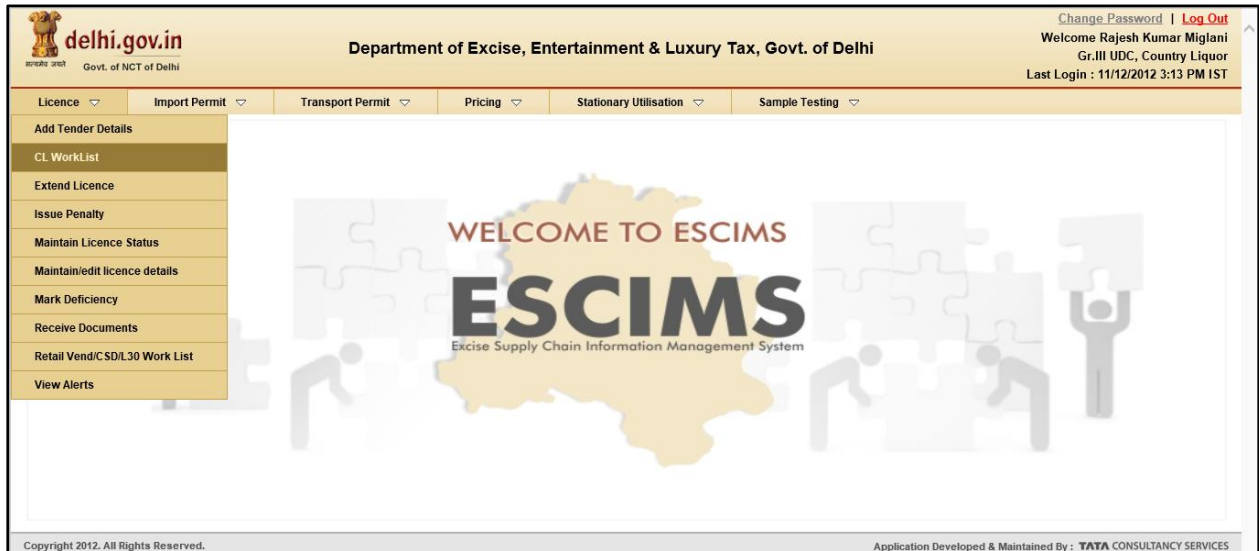 Change Password | Log Out
delhi.gov.in
Govt. of NCT of Delhi
सत्यमेव जयते
Department of Excise, Entertainment & Luxury Tax, Govt. of Delhi
Welcome Rajesh Kumar Miglani
Gr.III UDC, Country Liquor
Last Login : 11/12/2012 3:13 PM IST
Licence Import Permit Transport Permit Pricing Stationary Utilisation Sample Testing
Add Tender Details
CL WorkList
Extend Licence
Issue Penalty
Maintain Licence Status
Maintain/edit licence details
Mark Deficiency
Receive Documents
Retail Vend/CSD/L30 Work List
View Alerts
WELCOME TO ESCIMS
ESCIMS
Excise Supply Chain Information Management System
Copyright 2012. All Rights Reserved. Application Developed & Maintained By : TATA CONSULTANCY SERVICES